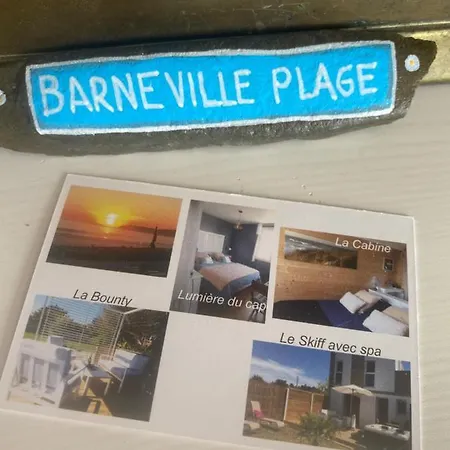 BARNEVILLE PLAGE
La Cabine
La Bounty
Lumière du cap
Le Skiff avec spa